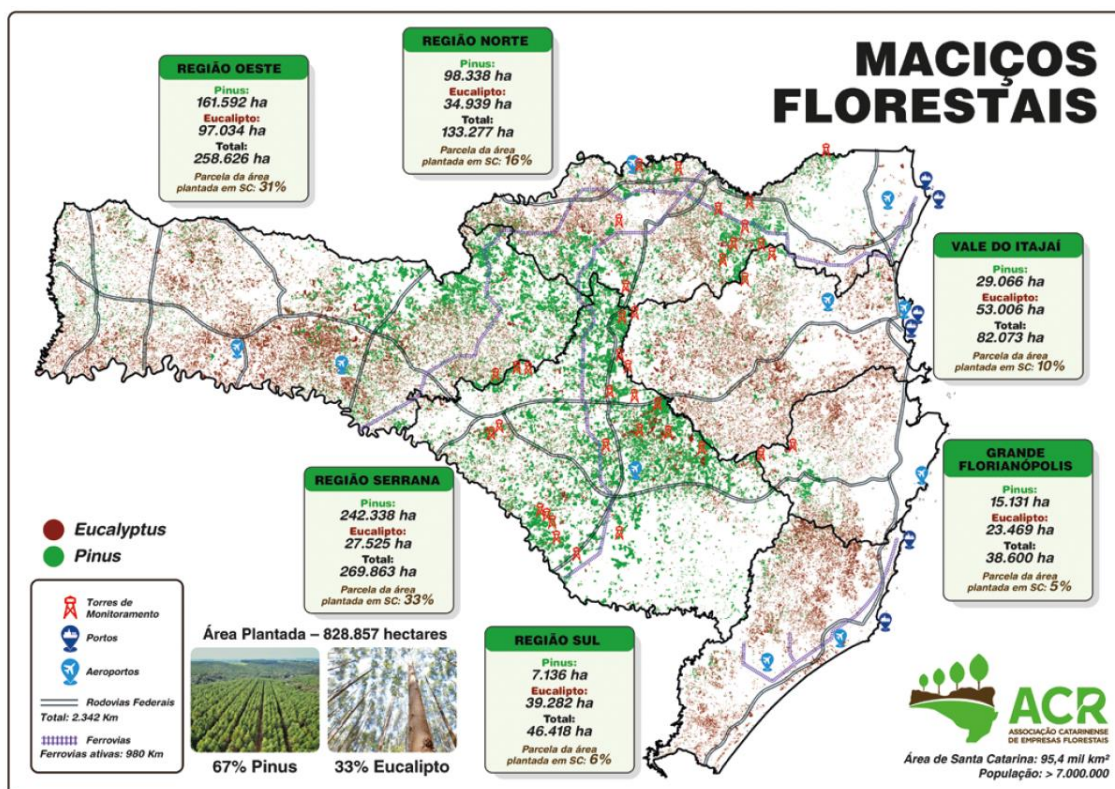 MACIÇOS
FLORESTAIS
REGIÃO OESTE
Pinus:
161.592 ha
Eucalipto:
97.034 ha
Total:
258.626 ha
Parcela da área
plantada em SC: 31%
REGIÃO NORTE
Pinus:
98.338 ha
Eucalipto:
34.939 ha
Total:
133.277 ha
Parcela da área
plantada em SC: 16%
VALE DO ITAJAÍ
Pinus:
29.066 ha
Eucalipto:
53.006 ha
Total:
82.073 ha
Parcela da área
plantada em SC: 10%
GRANDE
FLORIANÓPOLIS
Pinus:
15.131 ha
Eucalipto:
23.469 ha
Total:
38.600 ha
Parcela da área
plantada em SC: 5%
REGIÃO SERRANA
Pinus:
242.338 ha
Eucalipto:
27.525 ha
Total:
269.863 ha
Parcela da área
plantada em SC: 33%
REGIÃO SUL
Pinus:
7.136 ha
Eucalipto:
39.282 ha
Total:
46.418 ha
Parcela da área
plantada em SC: 6%
Eucalyptus
Pinus
Torres de
Monitoramento
Portos
Aeroportos
Rodovias Federais
Total: 2.342 Km
Ferrovias
Ferrovias ativas: 980 Km
Área Plantada – 828.857 hectares
67% Pinus
33% Eucalipto
ACR
ASSOCIAÇÃO CATARINENSE
DE EMPRESAS FLORESTAIS
Área de Santa Catarina: 95,4 mil km²
População: > 7.000.000